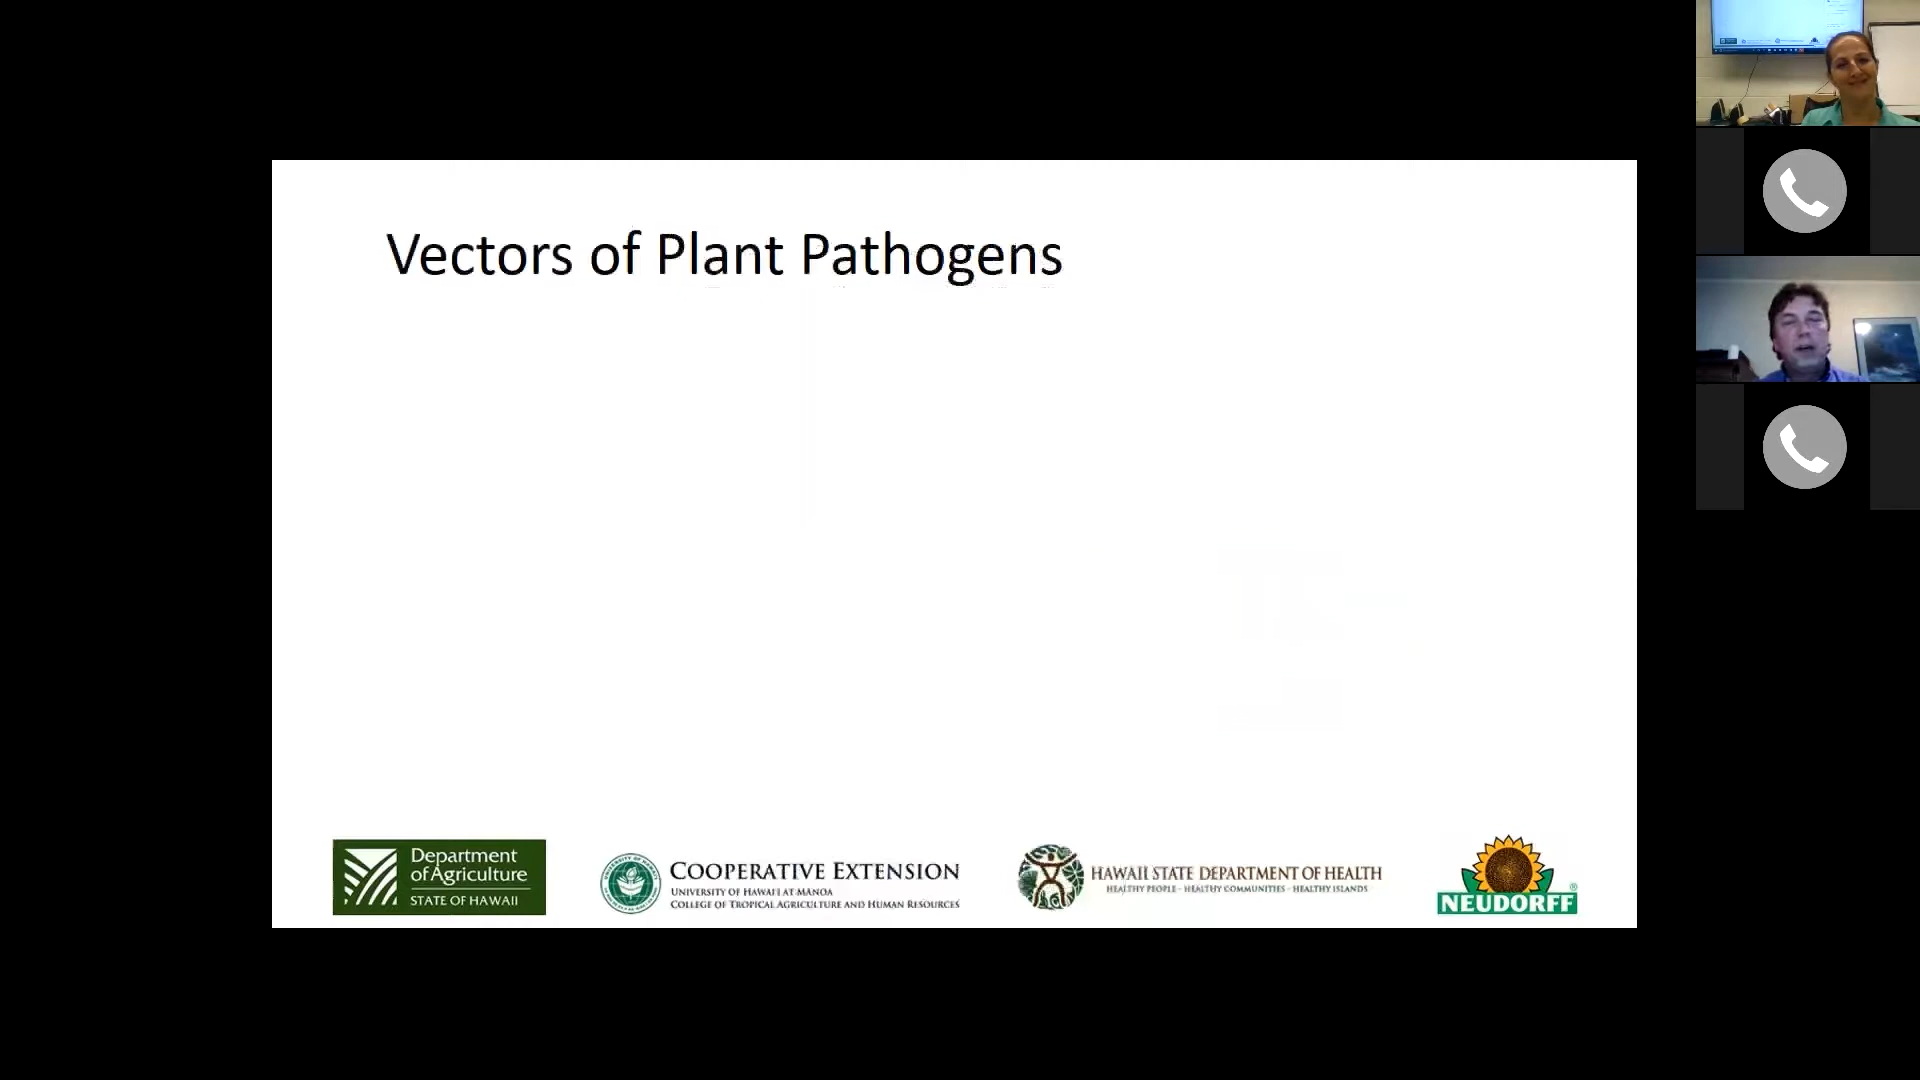 Vectors of Plant Pathogens
Department
of Agriculture
STATE OF HAWAII
COOPERATIVE EXTENSION
UNIVERSITY OF HAWAI'I AT MĀNOA
COLLEGE OF TROPICAL AGRICULTURE AND HUMAN RESOURCES
HAWAII STATE DEPARTMENT OF HEALTH
HEALTHY PEOPLE - HEALTHY COMMUNITIES - HEALTHY ISLANDS
NEUDORFF®